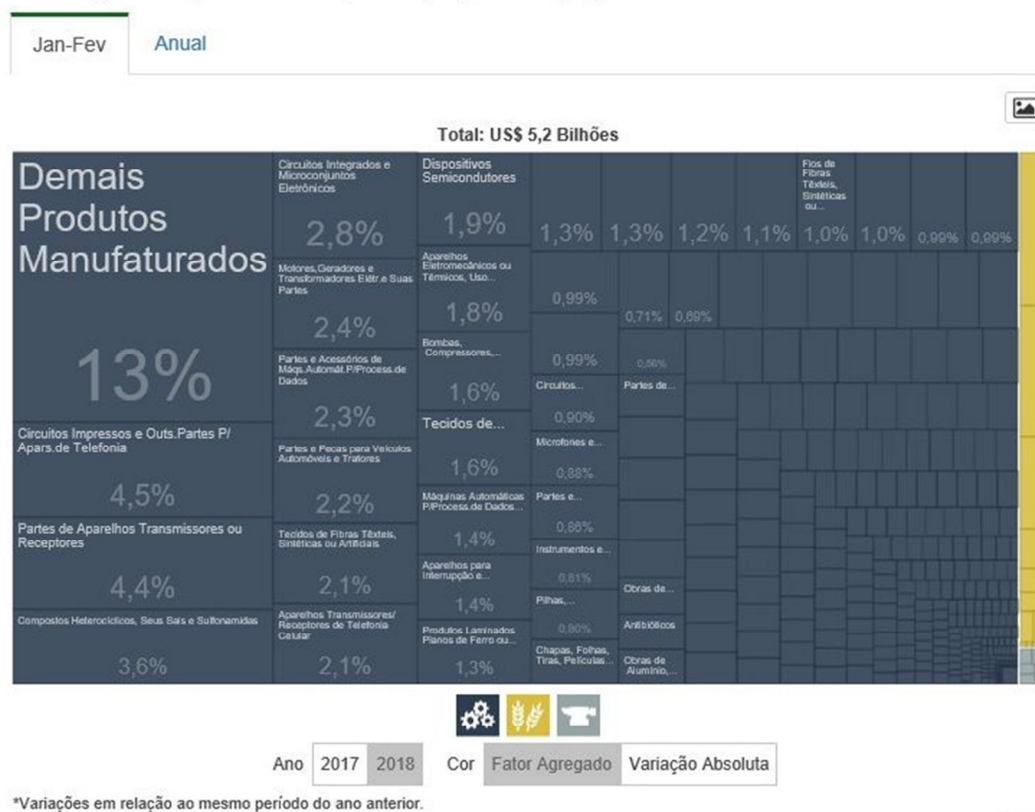 Jan-Fev
Anual
Total: US$ 5,2 Bilhões
Demais
Produtos
Manufaturados
13%
Circuitos Impressos e Outs.Partes P/
Apars.de Telefonia
4,5%
Partes de Aparelhos Transmissores ou
Receptores
4,4%
Compostos Heterocíclicos, Seus Sais e Sulfonamidas
3,6%
Circuitos Integrados e
Microconjuntos
Eletrônicos
2,8%
Motores,Geradores e
Transformadores Elétr.e Suas
Partes
2,4%
Partes e Acessórios de
Máqs.Automát.P/Process.de
Dados
2,3%
Partes e Pecas para Veículos
Automóveis e Tratores
2,2%
Tecidos de Fibras Têxteis,
Sintéticas ou Artificiais
2,1%
Aparelhos Transmissores/
Receptores de Telefonia
Celular
2,1%
Dispositivos
Semicondutores
1,9%
Aparelhos
Eletromecânicos ou
Térmicos, Uso...
1,8%
Bombas,
Compressores,...
1,6%
Tecidos de...
1,6%
Máquinas Automáticas
P/Process.de Dados...
1,4%
Aparelhos para
Interrupção e...
1,4%
Produtos Laminados
Planos de Ferro ou...
1,3%
1,3%
1,3%
1,2%
1,1%
Fios de
Fibras
Têxteis,
Sintéticas
ou...
1,0%
1,0%
0,99%
0,99%
0,99%
0,71%
0,69%
0,99%
Circuitos...
0,90%
Partes de...
Microfones e...
0,88%
Partes e...
0,86%
Instrumentos e...
0,81%
Pilhas,...
0,80%
Chapas, Folhas,
Tiras, Películas...
Obras de...
Antibióticos
Obras de
Alumínio,...
Ano
2017
2018
Cor
Fator Agregado
Variação Absoluta
*Variações em relação ao mesmo período do ano anterior.